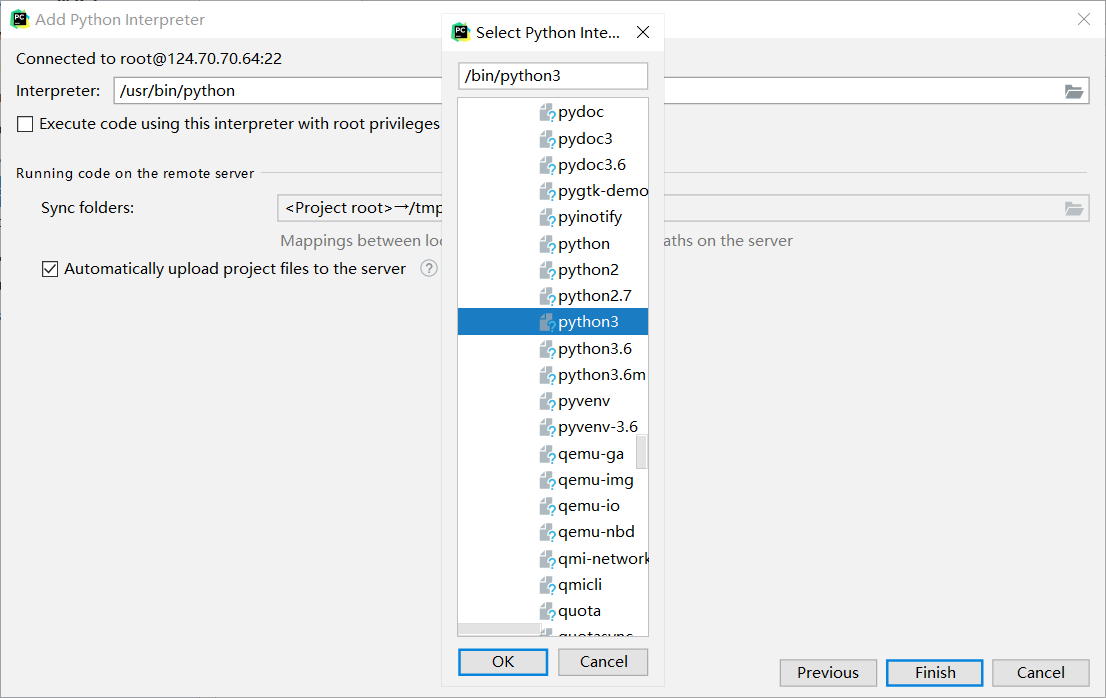 Add Python Interpreter
Connected to root@124.70.70.64:22
Interpreter: /usr/bin/python
Execute code using this interpreter with root privileges
Running code on the remote server
Sync folders: <Project root>→/tmp
Mappings between loc
aths on the server
Automatically upload project files to the server ?
Select Python Inte...
/bin/python3
pydoc
pydoc3
pydoc3.6
pygtk-demo
pyinotify
python
python2
python2.7
python3
python3.6
python3.6m
pyvenv
pyvenv-3.6
qemu-ga
qemu-img
qemu-io
qemu-nbd
qmi-network
qmicli
quota
quotasync
OK Cancel
Previous Finish Cancel